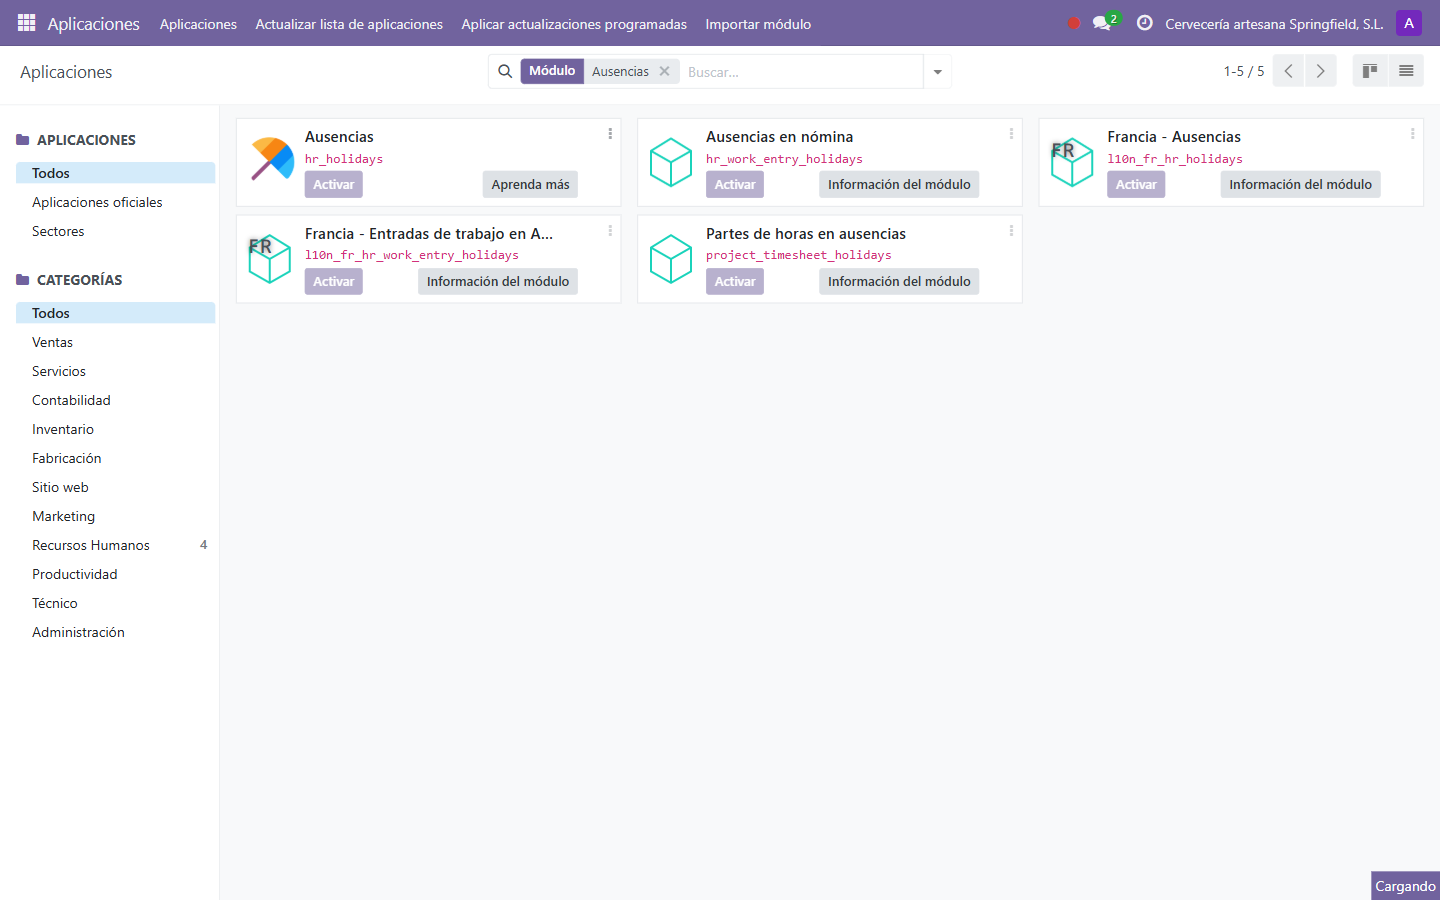 Aplicaciones Aplicaciones Actualizar lista de aplicaciones Aplicar actualizaciones programadas Importar módulo 2 Cervecería artesana Springfield, S.L. A
Aplicaciones Módulo Ausencias Buscar... 1-5 / 5
APLICACIONES
Todos
Aplicaciones oficiales
Sectores
CATEGORÍAS
Todos
Ventas
Servicios
Contabilidad
Inventario
Fabricación
Sitio web
Marketing
Recursos Humanos 4
Productividad
Técnico
Administración
Ausencias
hr_holidays
Activar Aprenda más
Ausencias en nómina
hr_work_entry_holidays
Activar Información del módulo
FR
Francia - Ausencias
l10n_fr_hr_holidays
Activar Información del módulo
FR
Francia - Entradas de trabajo en A...
l10n_fr_hr_work_entry_holidays
Activar Información del módulo
Partes de horas en ausencias
project_timesheet_holidays
Activar Información del módulo
Cargando